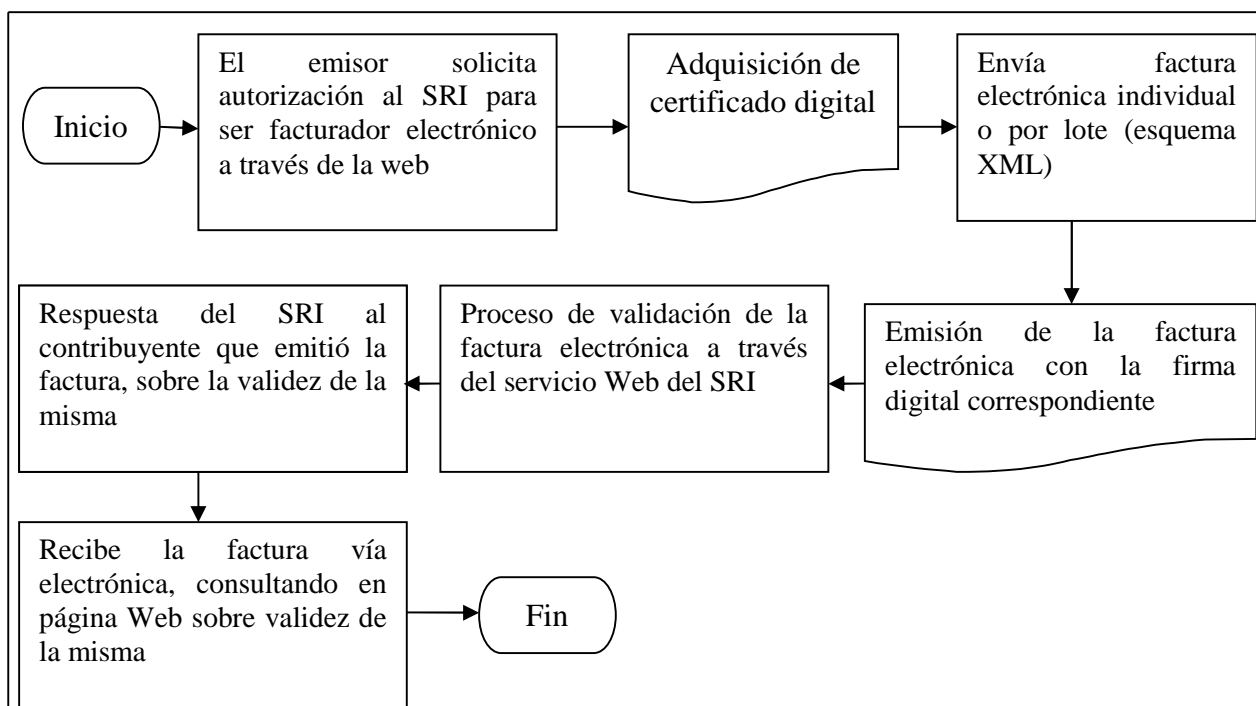 Inicio
El emisor solicita
autorización al SRI para
ser facturador electrónico
a través de la web
Adquisición de
certificado digital
Envía factura
electrónica individual
o por lote (esquema
XML)
Emisión de la factura
electrónica con la firma
digital correspondiente
Proceso de validación de la
factura electrónica a través
del servicio Web del SRI
Respuesta del SRI al
contribuyente que emitió la
factura, sobre la validez de la
misma
Recibe la factura vía
electrónica, consultando en
página Web sobre validez de
la misma
Fin